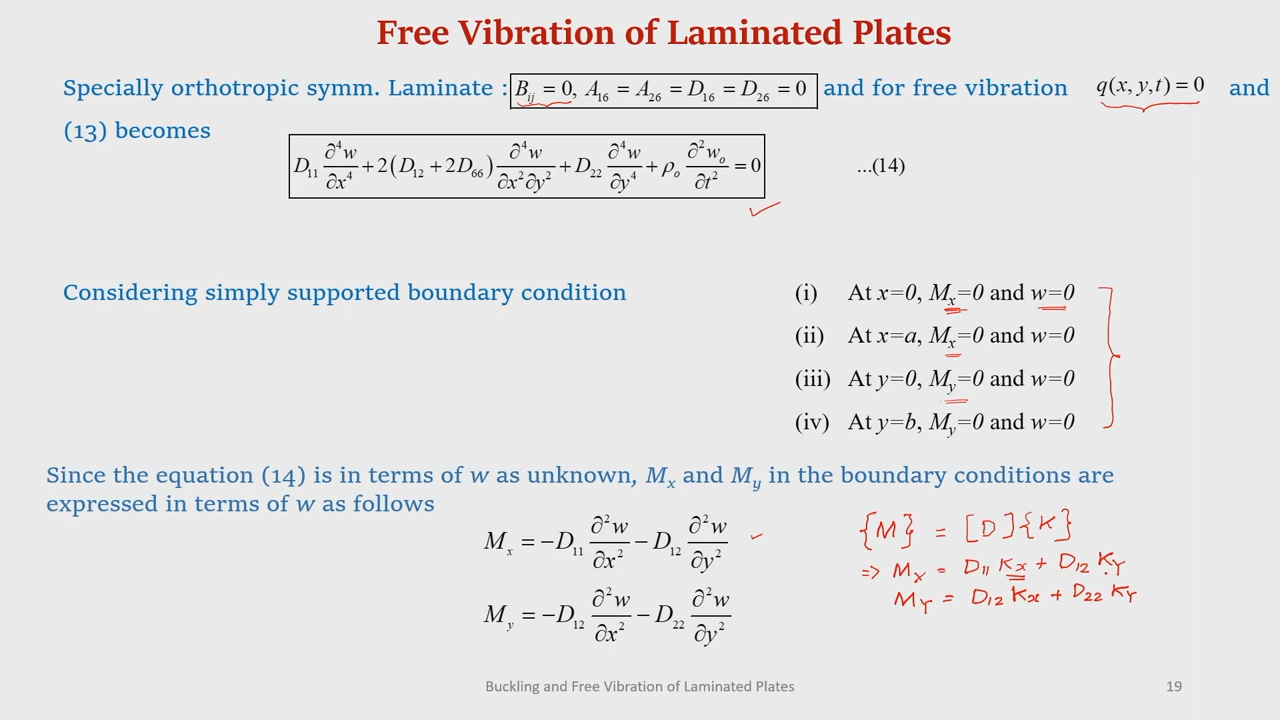 Free Vibration of Laminated Plates
Specially orthotropic symm. Laminate : B_ij = 0, A_16 = A_26 = D_16 = D_26 = 0 and for free vibration q(x, y, t) = 0 and
(13) becomes
D_11 ∂⁴w/∂x⁴ + 2(D_12 + 2D_66) ∂⁴w/∂x²∂y² + D_22 ∂⁴w/∂y⁴ + ρ_o ∂²w_o/∂t² = 0 ...(14)
Considering simply supported boundary condition
(i) At x=0, M_x=0 and w=0
(ii) At x=a, M_x=0 and w=0
(iii) At y=0, M_y=0 and w=0
(iv) At y=b, M_y=0 and w=0
Since the equation (14) is in terms of w as unknown, M_x and M_y in the boundary conditions are
expressed in terms of w as follows
M_x = −D_11 ∂²w/∂x² − D_12 ∂²w/∂y²
M_y = −D_12 ∂²w/∂x² − D_22 ∂²w/∂y²
{M} = [D]{K}
=> M_x = D_11 K_x + D_12 K_y
M_y = D_12 K_x + D_22 K_y
Buckling and Free Vibration of Laminated Plates 19